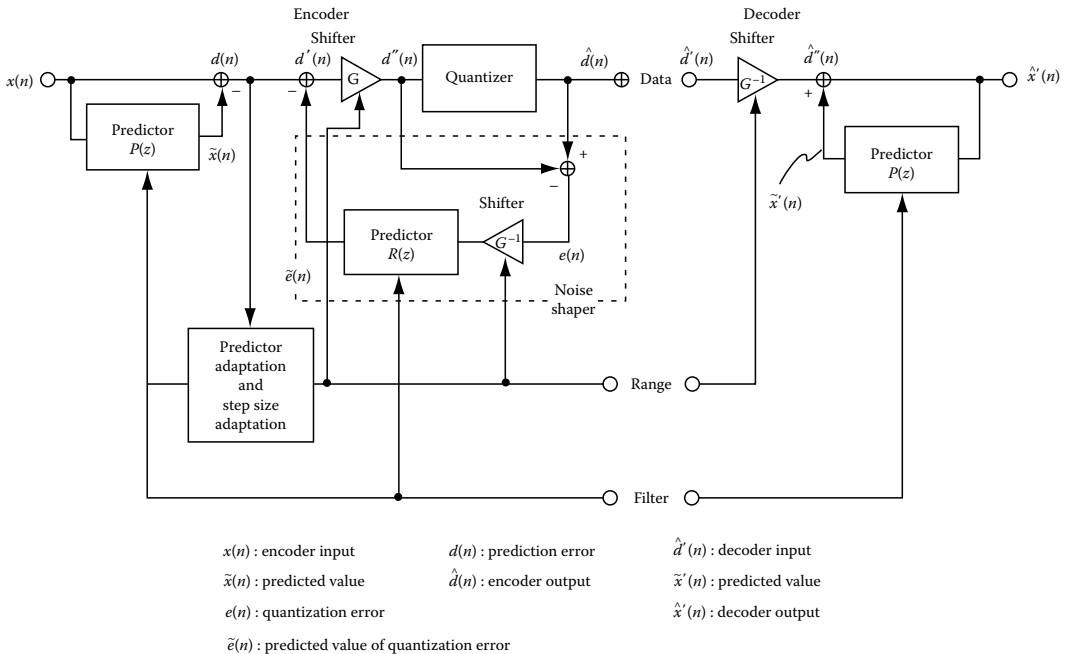 Encoder
Decoder
Shifter
Shifter
x(n)
d(n)
d′(n)
G
d″(n)
Quantizer
d̂(n)
Data
d̂′(n)
G⁻¹
d̂″(n)
x̂′(n)
−
−
+
Predictor
P(z)
x̃(n)
+
−
Predictor
P(z)
x̃′(n)
Shifter
Predictor
R(z)
G⁻¹
e(n)
ẽ(n)
Noise
shaper
Predictor
adaptation
and
step size
adaptation
Range
Filter
x(n) : encoder input
d(n) : prediction error
d̂′(n) : decoder input
x̃(n) : predicted value
d̂(n) : encoder output
x̃′(n) : predicted value
e(n) : quantization error
x̂′(n) : decoder output
ẽ(n) : predicted value of quantization error